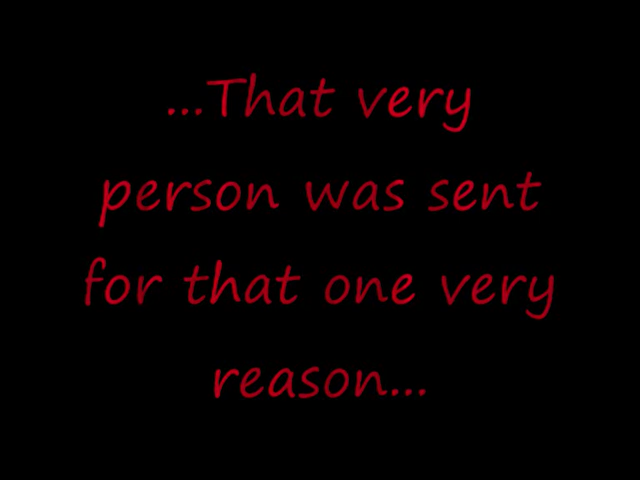 ...That very
person was sent
for that one very
reason...